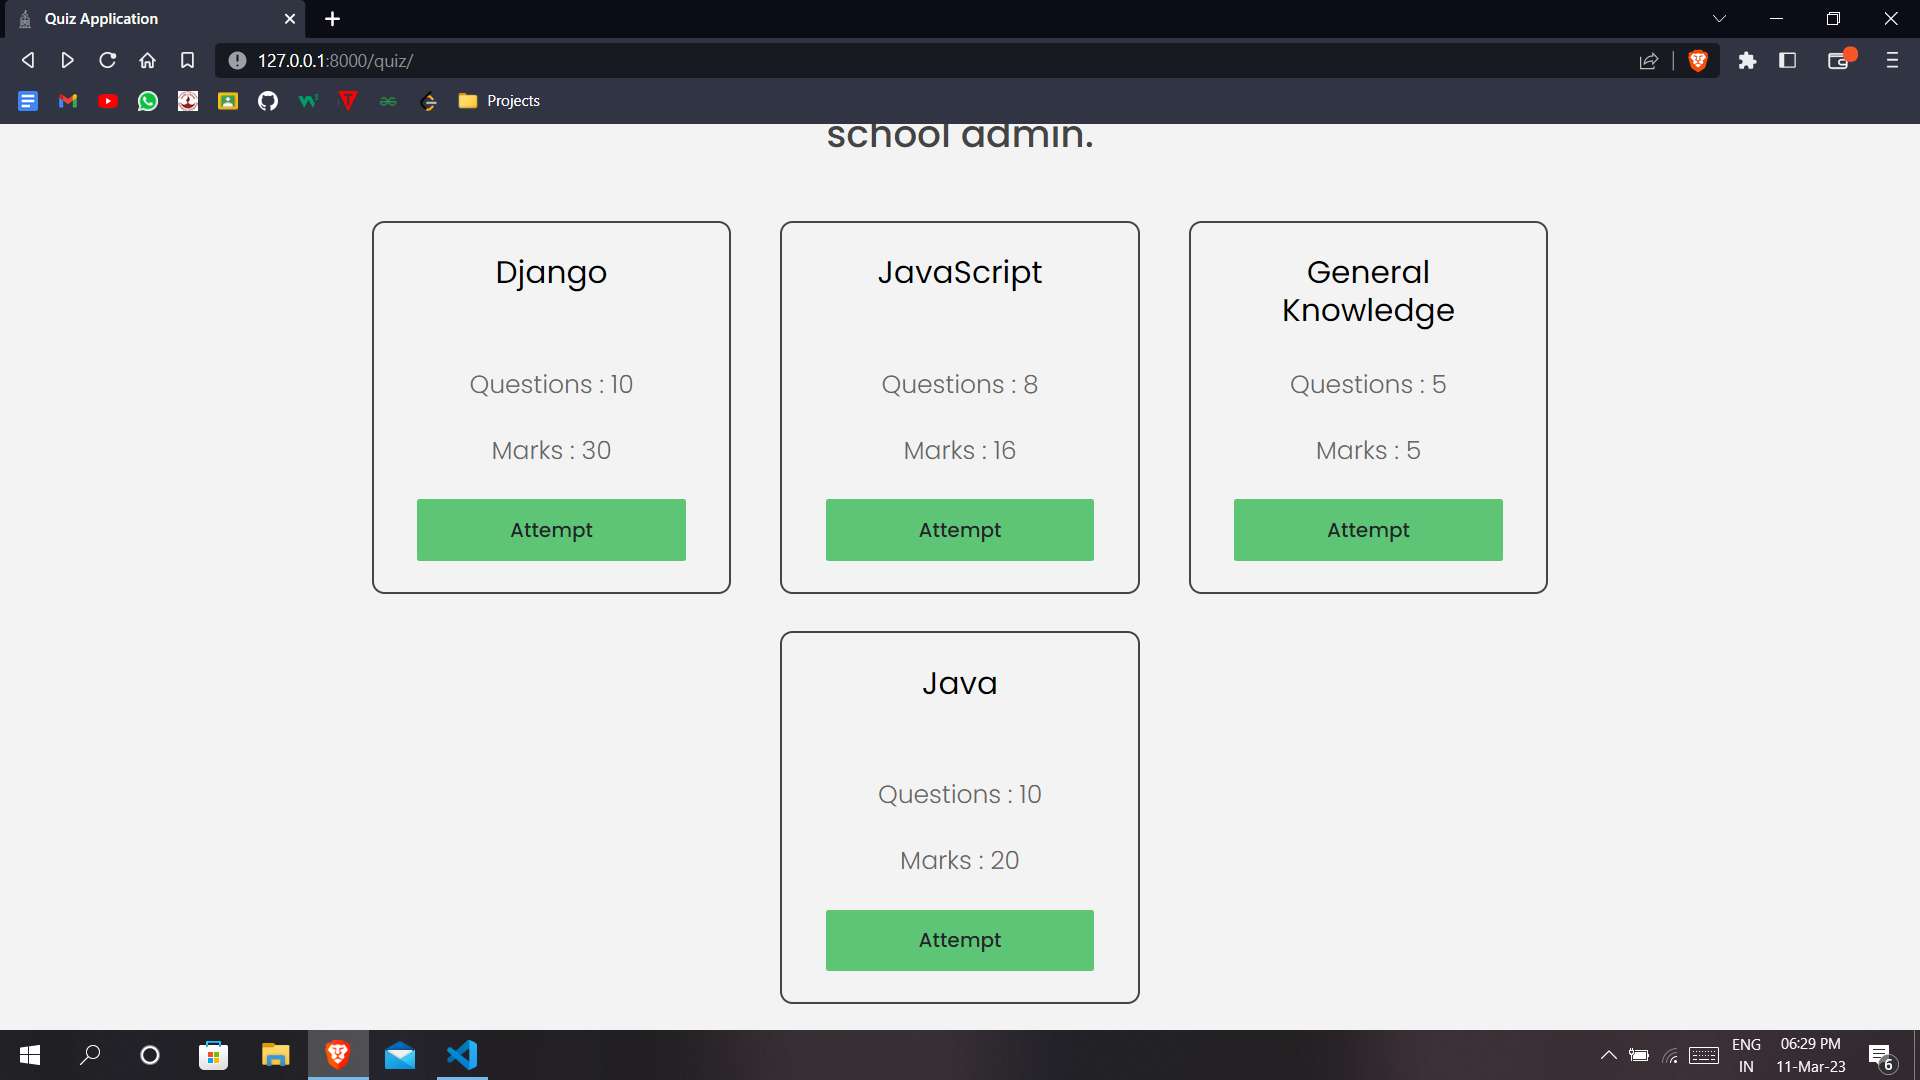 Quiz Application
127.0.0.1:8000/quiz/
Projects
school admin.
Django
Questions : 10
Marks : 30
Attempt
JavaScript
Questions : 8
Marks : 16
Attempt
General
Knowledge
Questions : 5
Marks : 5
Attempt
Java
Questions : 10
Marks : 20
Attempt
ENG
IN
06:29 PM
11-Mar-23
6